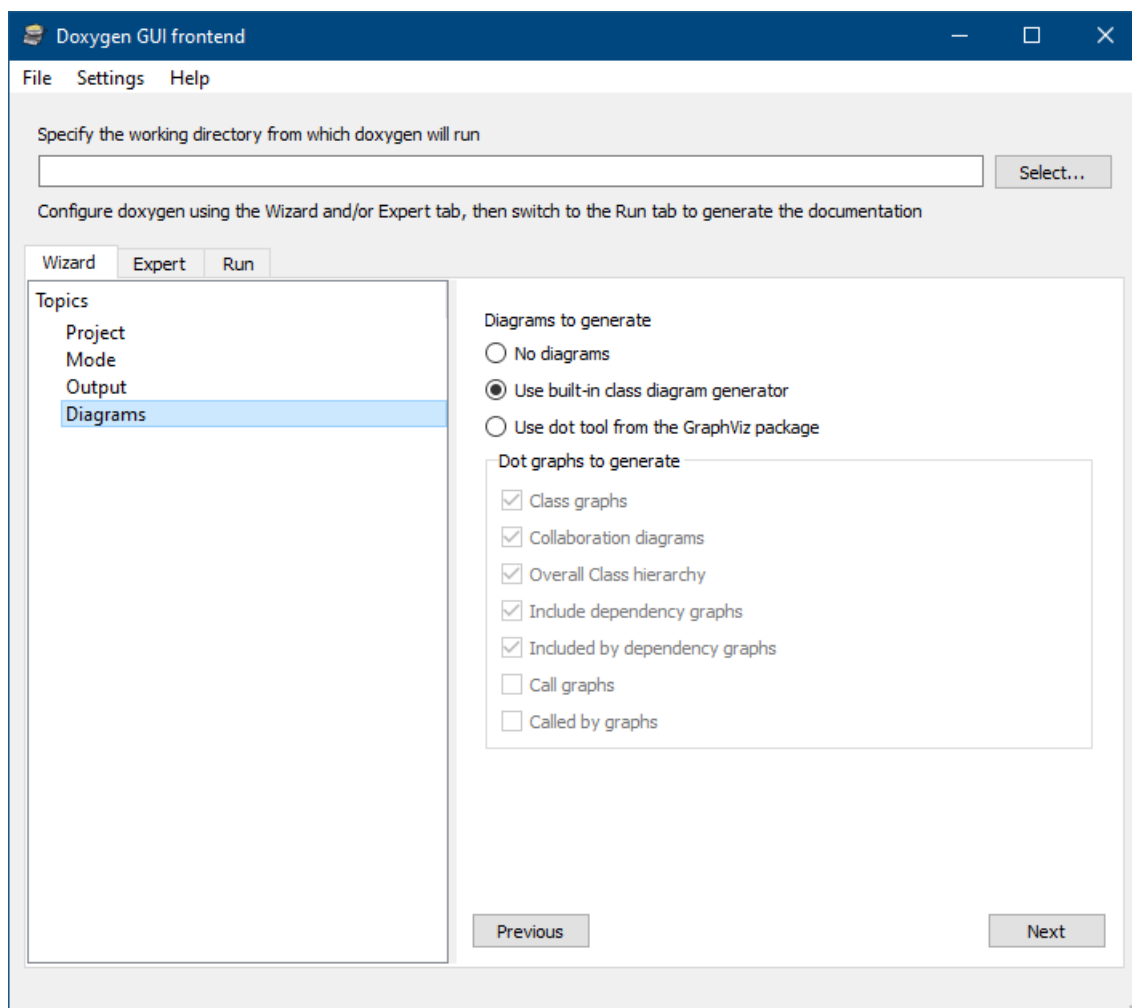 Doxygen GUI frontend
File Settings Help
Specify the working directory from which doxygen will run
Select...
Configure doxygen using the Wizard and/or Expert tab, then switch to the Run tab to generate the documentation
Wizard Expert Run
Topics
Project
Mode
Output
Diagrams
Diagrams to generate
No diagrams
Use built-in class diagram generator
Use dot tool from the GraphViz package
Dot graphs to generate
Class graphs
Collaboration diagrams
Overall Class hierarchy
Include dependency graphs
Included by dependency graphs
Call graphs
Called by graphs
Previous Next